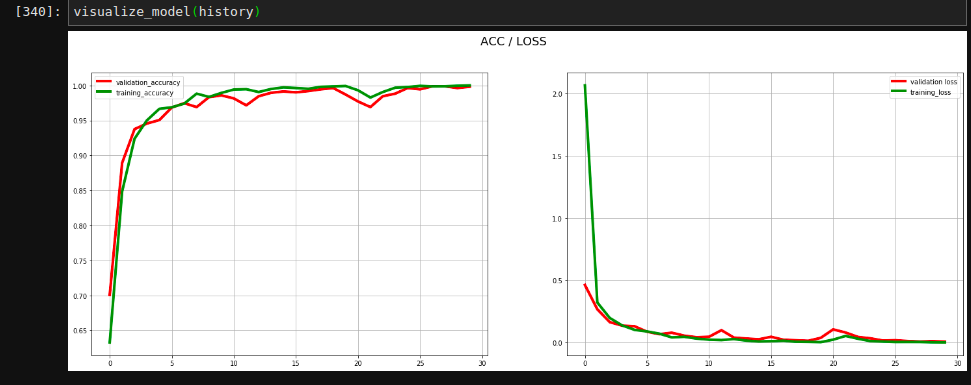 [340]: visualize_model(history)
ACC / LOSS
validation_accuracy
training_accuracy
1.00
0.95
0.90
0.85
0.80
0.75
0.70
0.65
0 5 10 15 20 25 30
validation loss
training_loss
2.0
1.5
1.0
0.5
0.0
0 5 10 15 20 25 30